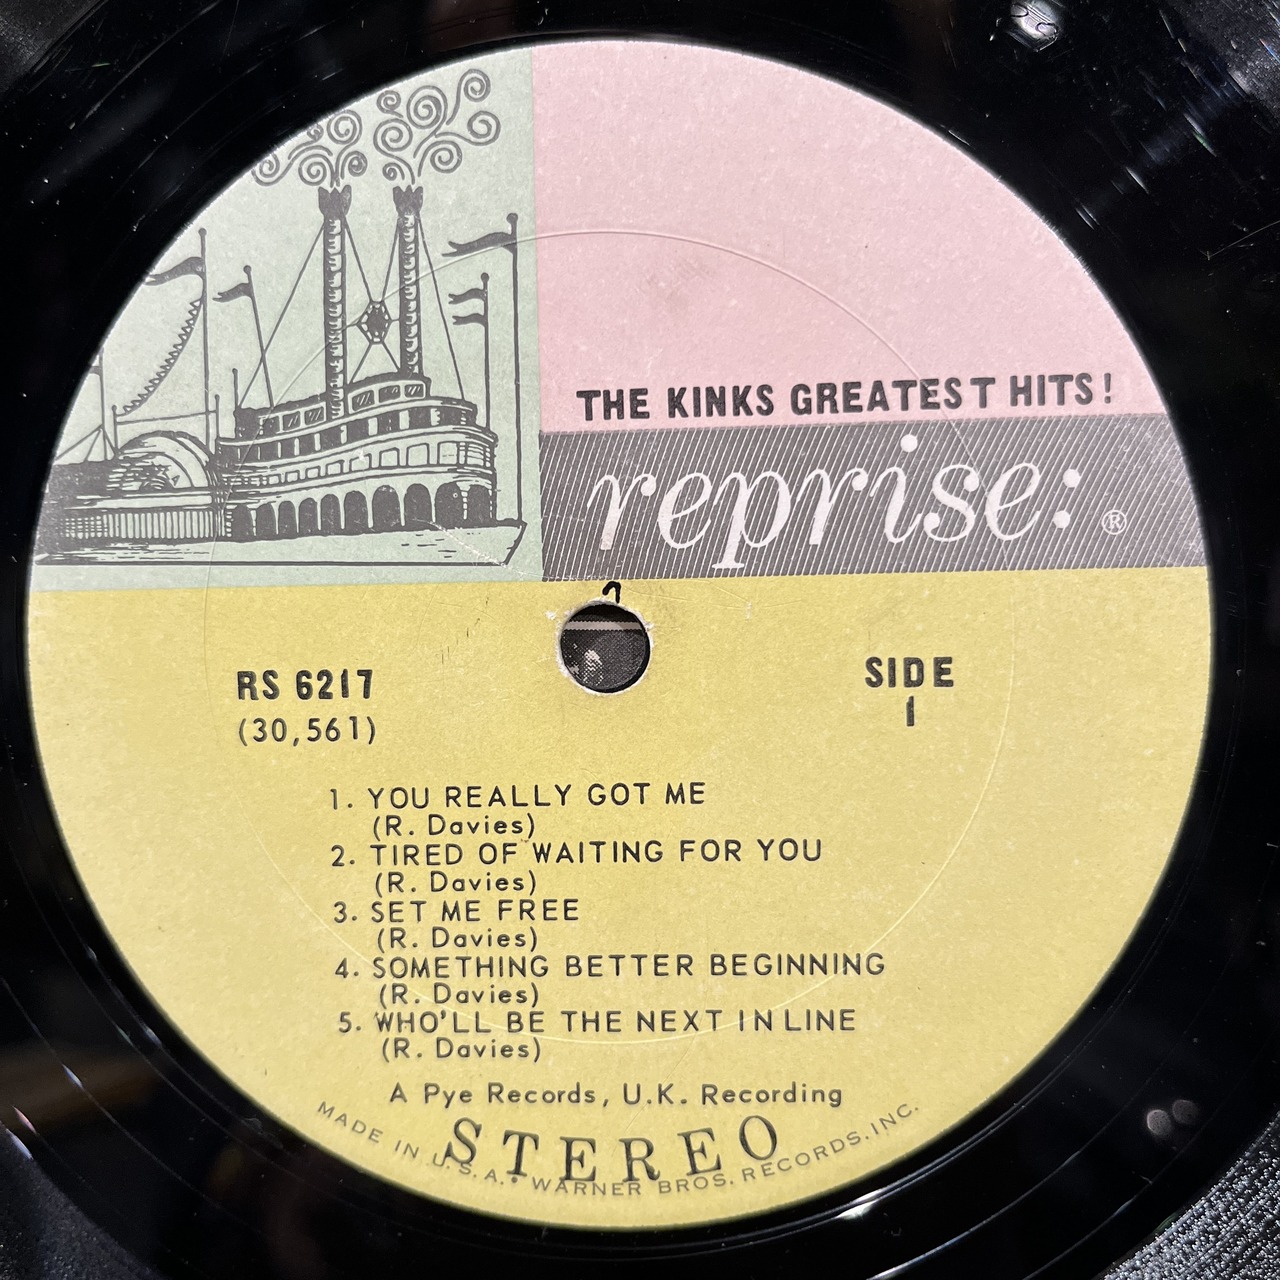 THE KINKS GREATEST HITS!
reprise: ®
RS 6217
(30,561)
SIDE
1
1. YOU REALLY GOT ME
(R. Davies)
2. TIRED OF WAITING FOR YOU
(R. Davies)
3. SET ME FREE
(R. Davies)
4. SOMETHING BETTER BEGINNING
(R. Davies)
5. WHO'LL BE THE NEXT IN LINE
(R. Davies)
A Pye Records, U.K. Recording
STEREO
MADE IN U.S.A. • WARNER BROS. RECORDS. INC.